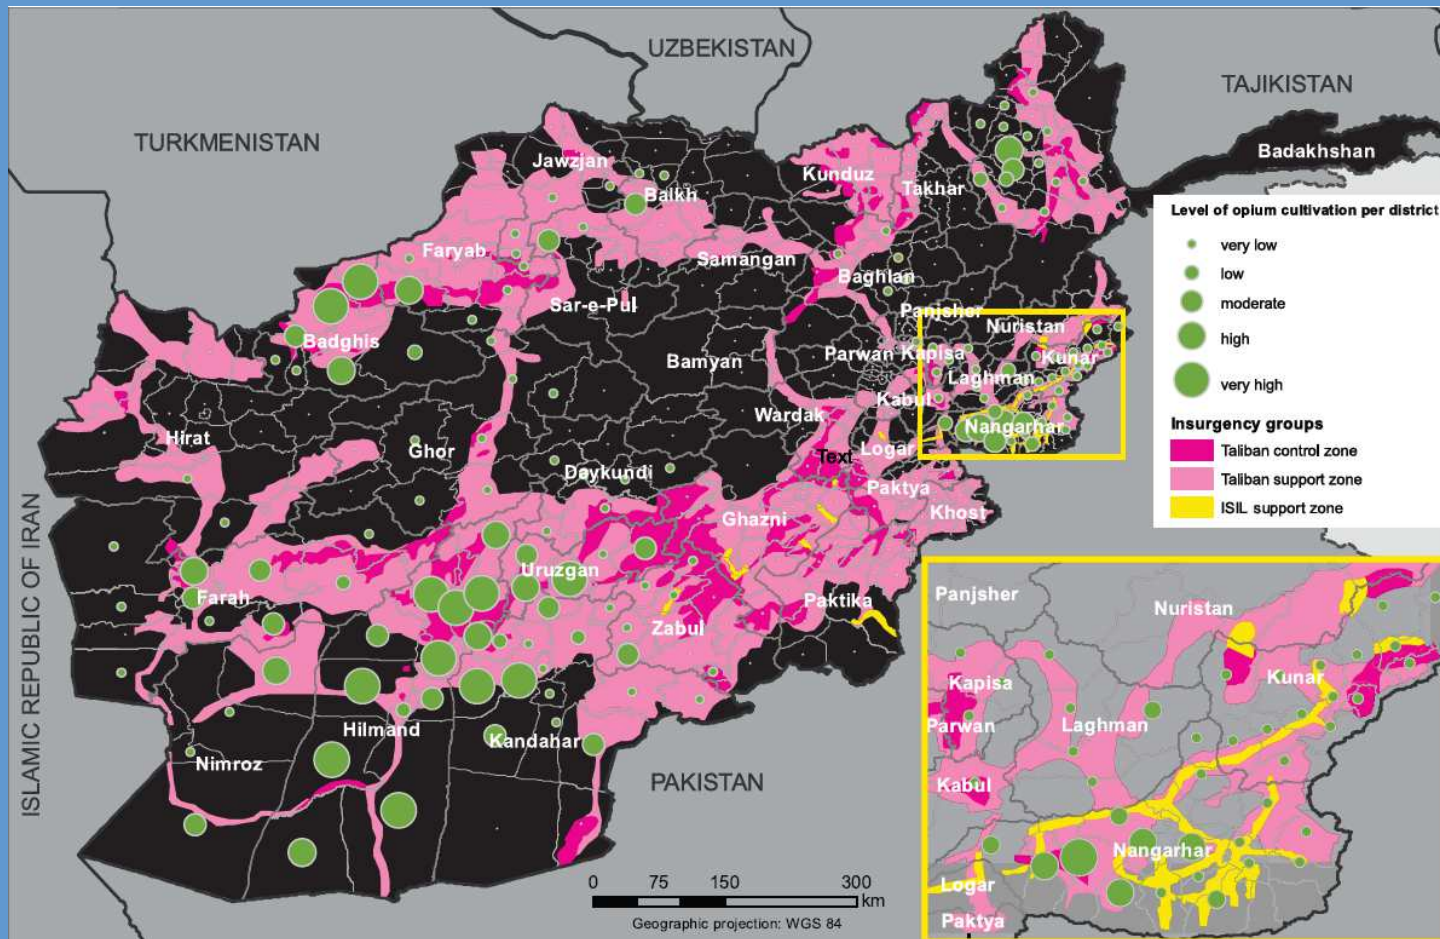 UZBEKISTAN
TAJIKISTAN
TURKMENISTAN
Badakhshan
Jawzjan
Balkh
Kunduz
Takhar
Faryab
Samangan
Baghlan
Sar-e-Pul
Panjsher
Badghis
Nuristan
Bamyan
Parwan
Kapisa
Kunar
Laghman
Kabul
Wardak
Nangarhar
Hirat
Ghor
Logar
Text
Daykundi
Paktya
Ghazni
Khost
Uruzgan
Farah
Paktika
Zabul
Hilmand
Kandahar
Nimroz
ISLAMIC REPUBLIC OF IRAN
PAKISTAN
0 75 150 300
km
Geographic projection: WGS 84
Level of opium cultivation per district
very low
low
moderate
high
very high
Insurgency groups
Taliban control zone
Taliban support zone
ISIL support zone
Panjsher
Nuristan
Kapisa
Kunar
Parwan
Laghman
Kabul
Nangarhar
Logar
Paktya